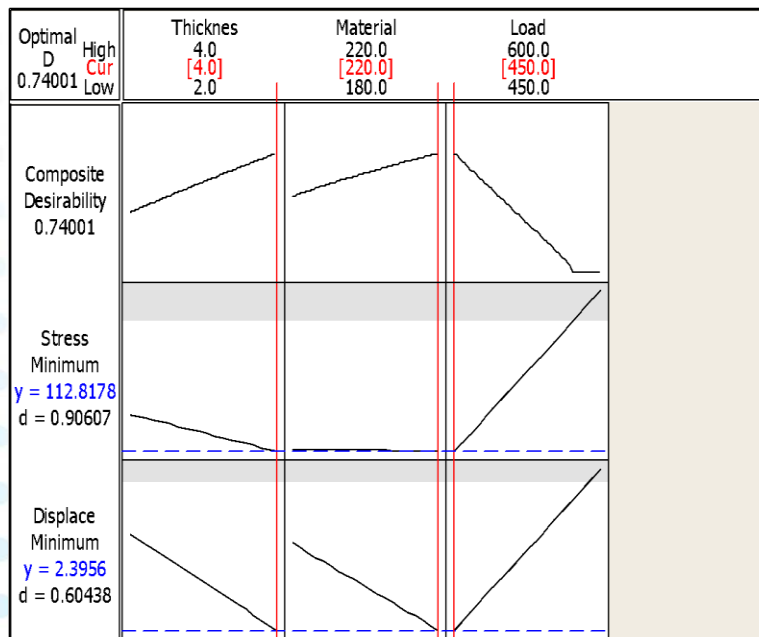 Optimal
D
0.74001
High
Cur
Low
Thicknes
4.0
[4.0]
2.0
Material
220.0
[220.0]
180.0
Load
600.0
[450.0]
450.0
Composite
Desirability
0.74001
Stress
Minimum
y = 112.8178
d = 0.90607
Displace
Minimum
y = 2.3956
d = 0.60438